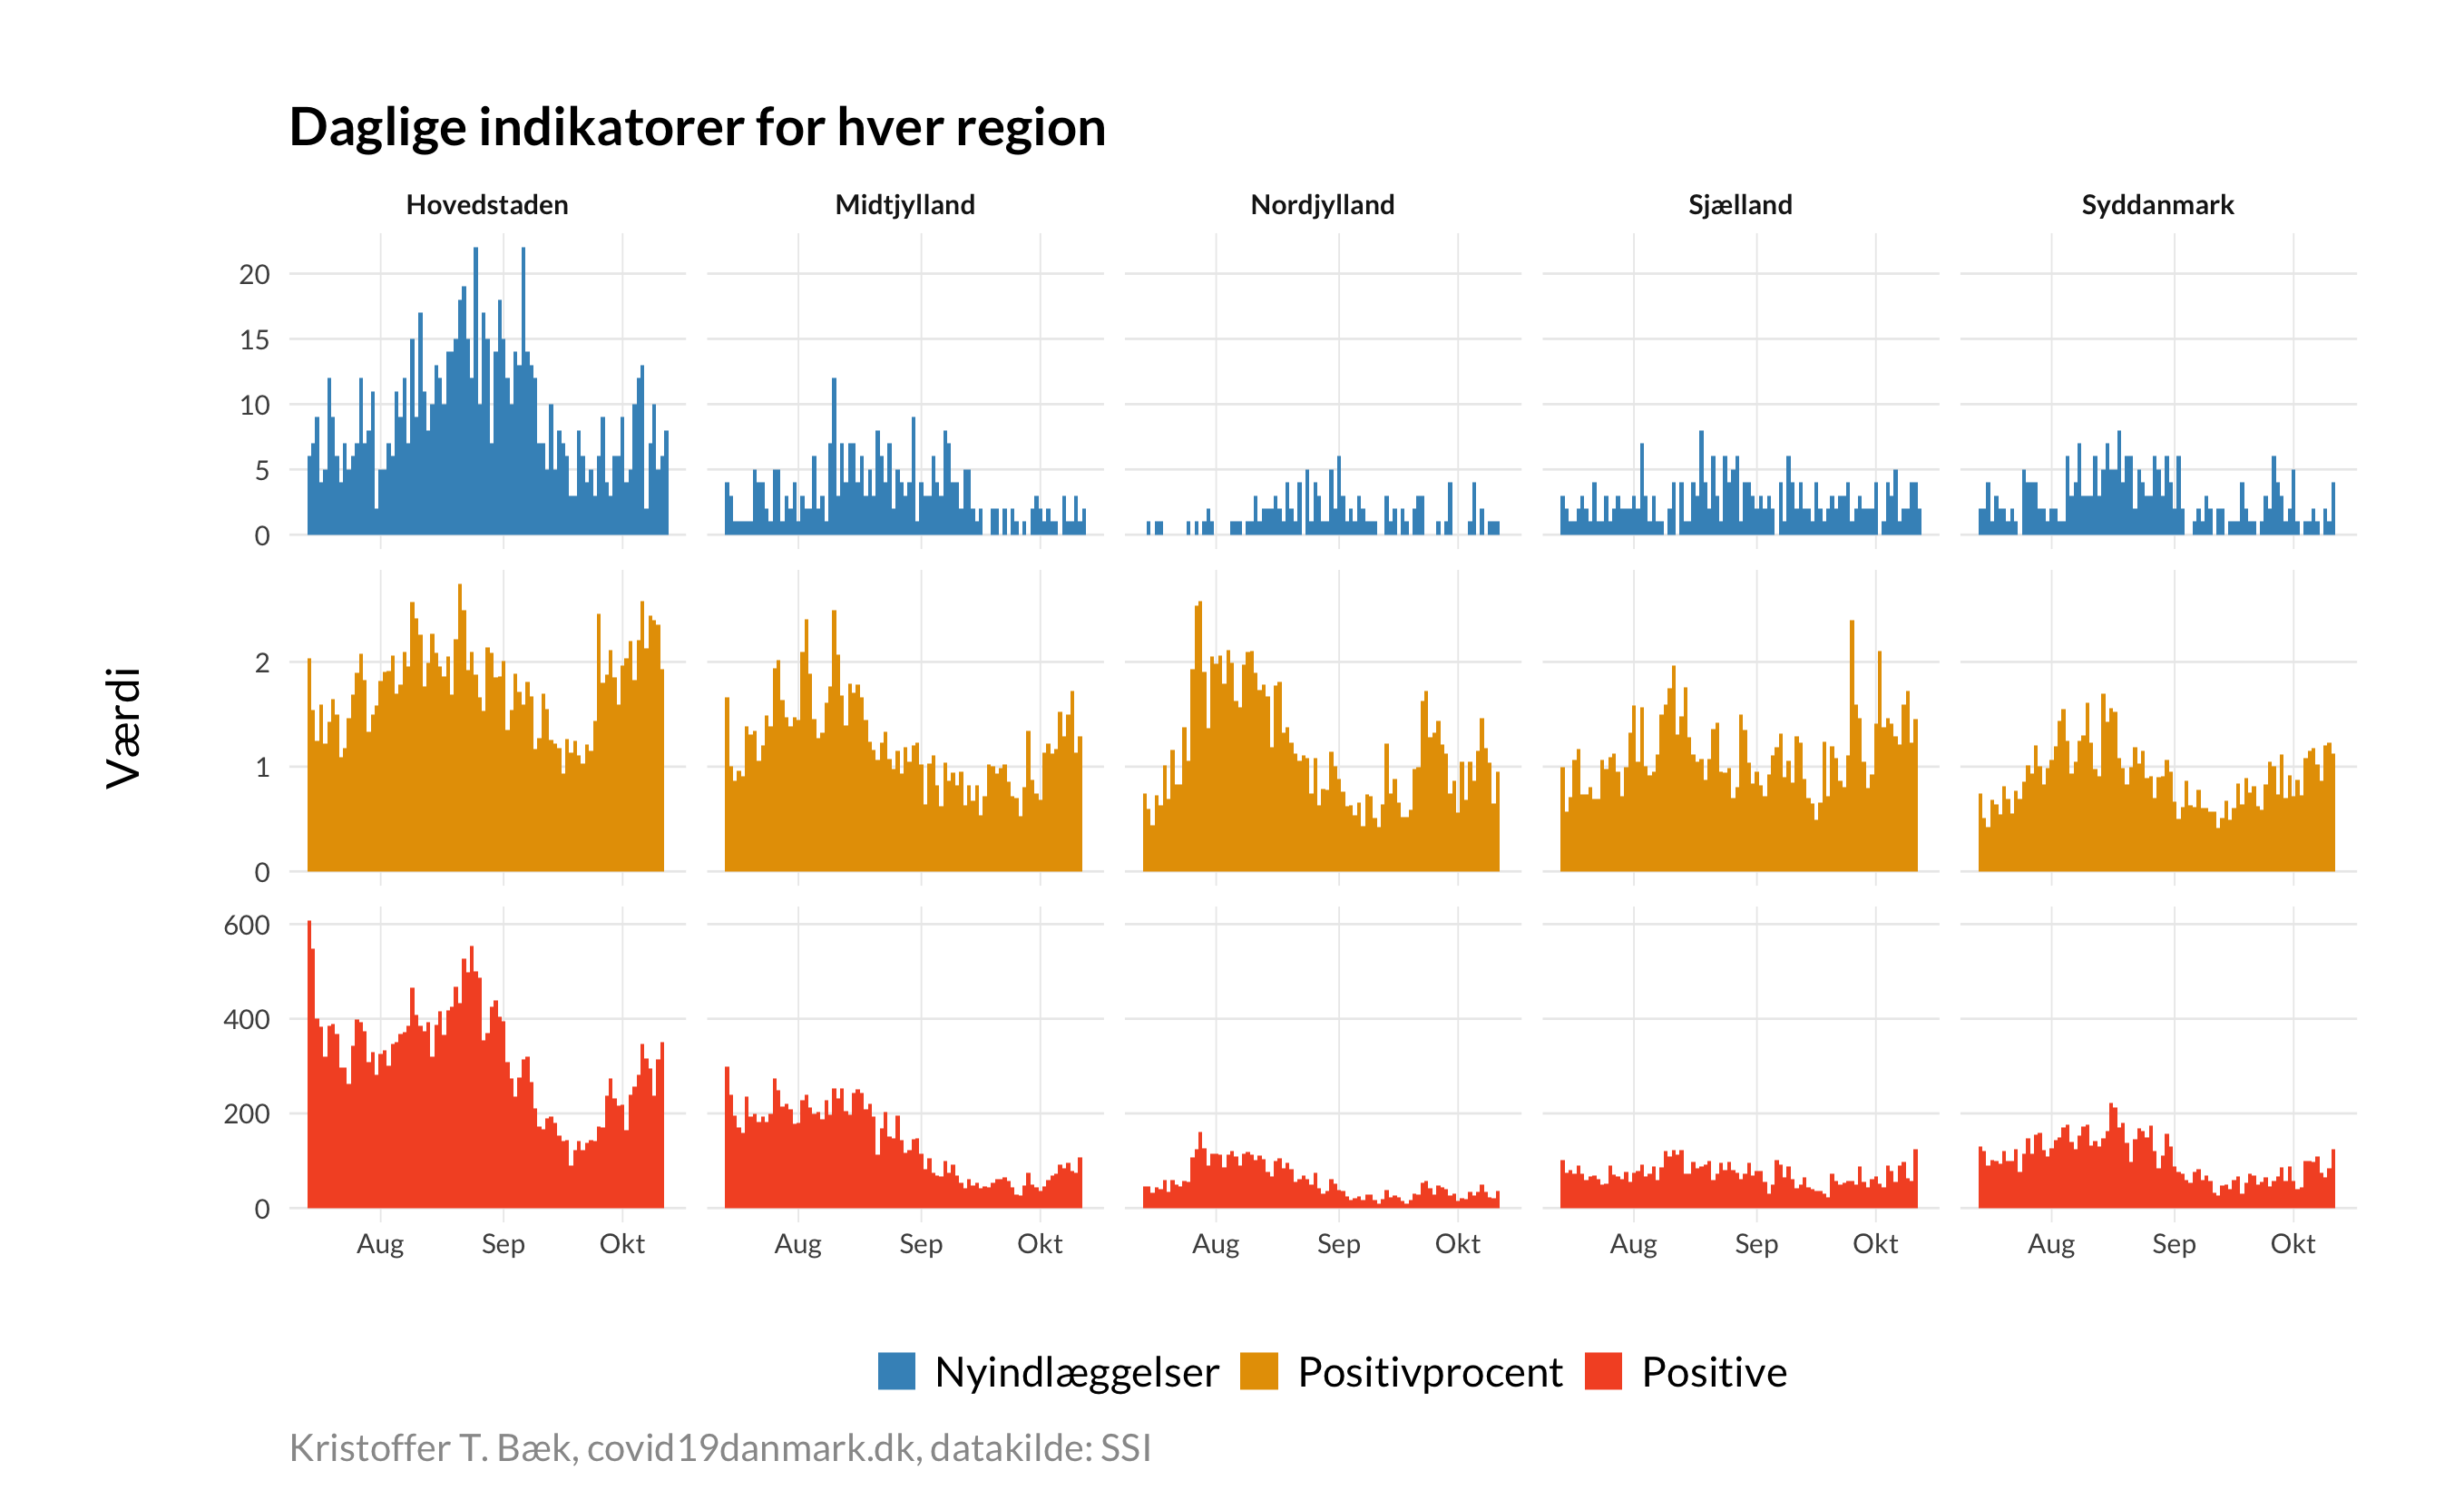 Daglige indikatorer for hver region
Hovedstaden Midtjylland Nordjylland Sjælland Syddanmark
20
15
10
5
0
2
1
0
Værdi
600
400
200
0
Aug Sep Okt Aug Sep Okt Aug Sep Okt Aug Sep Okt Aug Sep Okt
Nyindlæggelser Positivprocent Positive
Kristoffer T. Bæk, covid19danmark.dk, datakilde: SSI